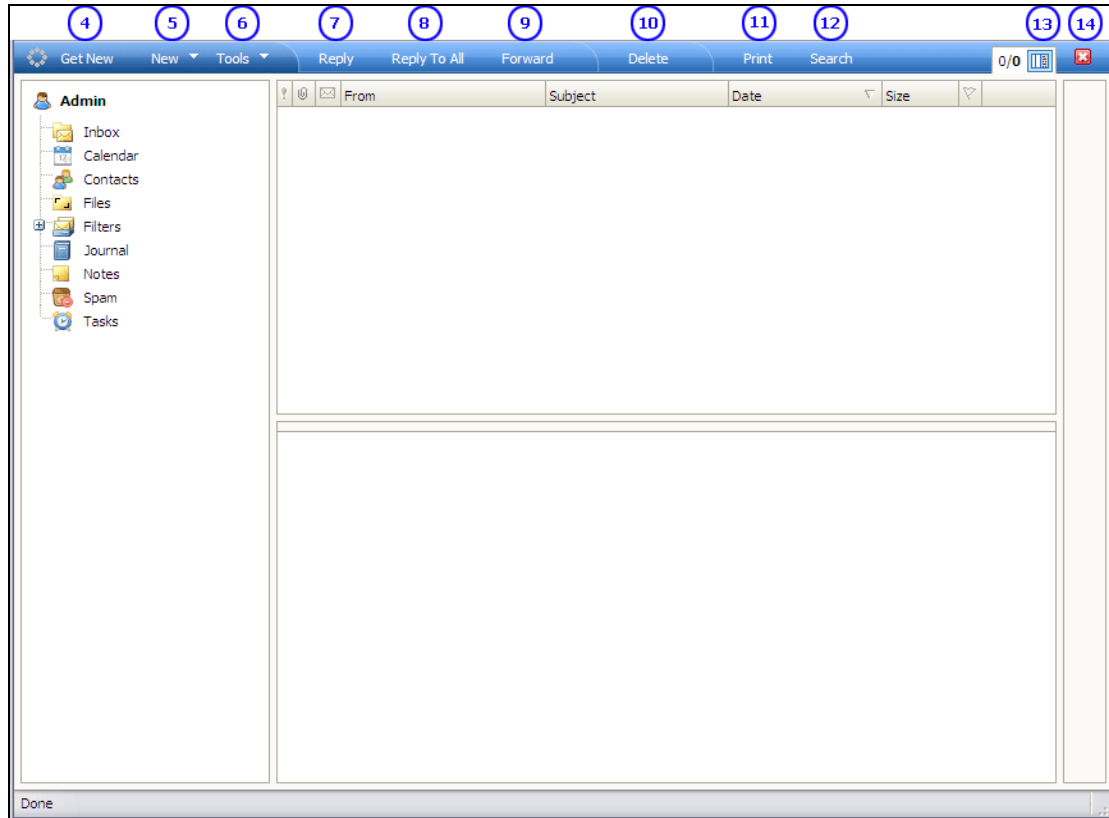 4 5 6 7 8 9 10 11 12 13 14
Get New New Tools Reply Reply To All Forward Delete Print Search 0/0
Admin
From Subject Date Size
Inbox
Calendar
Contacts
Files
Filters
Journal
Notes
Spam
Tasks
Done